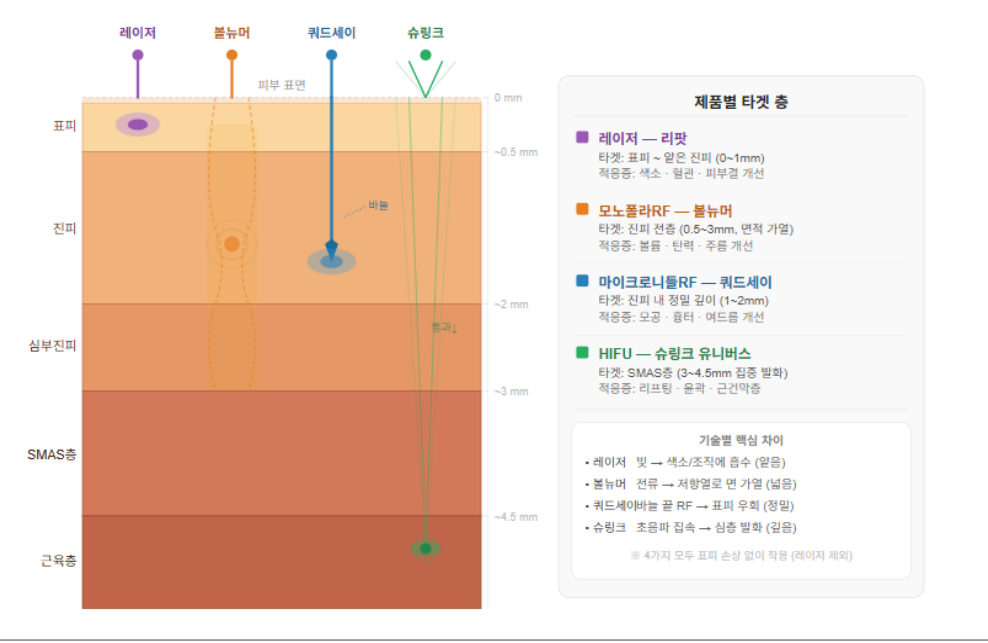 레이저
볼뉴머
쿼드세이
슈링크
피부 표면
0 mm
표피
~0.5 mm
바늘
진피
~2 mm
통과↓
심부진피
~3 mm
SMAS층
~4.5 mm
근육층
제품별 타겟 층
레이저 — 리팟
타겟: 표피 ~ 얕은 진피 (0~1mm)
적응증: 색소 · 혈관 · 피부결 개선
모노폴라RF — 볼뉴머
타겟: 진피 전층 (0.5~3mm, 면적 가열)
적응증: 볼륨 · 탄력 · 주름 개선
마이크로니들RF — 쿼드세이
타겟: 진피 내 정밀 깊이 (1~2mm)
적응증: 모공 · 흉터 · 여드름 개선
HIFU — 슈링크 유니버스
타겟: SMAS층 (3~4.5mm 집중 발화)
적응증: 리프팅 · 윤곽 · 근건막층
기술별 핵심 차이
• 레이저 빛 → 색소/조직에 흡수 (얕음)
• 볼뉴머 전류 → 저항열로 면 가열 (넓음)
• 쿼드세이바늘 끝 RF → 표피 우회 (정밀)
• 슈링크 초음파 집속 → 심층 발화 (깊음)
※ 4가지 모두 표피 손상 없이 작용 (레이저 제외)